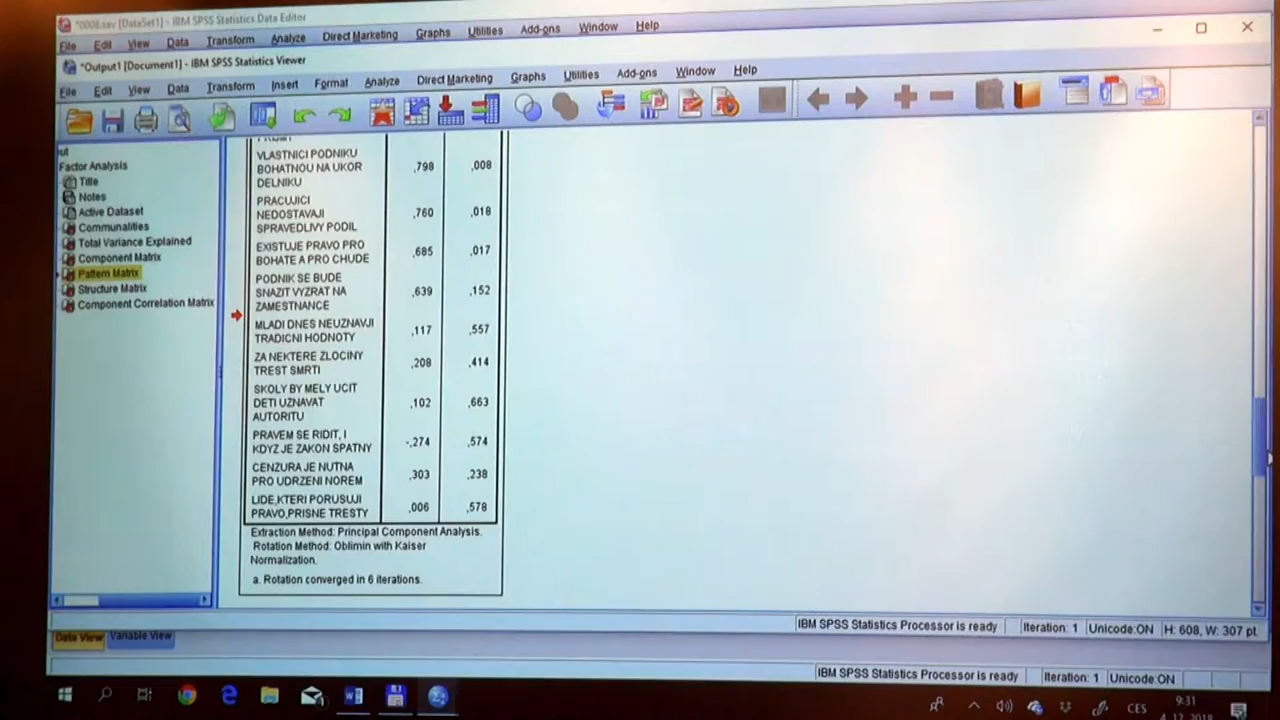 *0008.sav [DataSet1] - IBM SPSS Statistics Data Editor
File Edit View Data Transform Analyze Direct Marketing Graphs Utilities Add-ons Window Help
*Output1 [Document1] - IBM SPSS Statistics Viewer
File Edit View Data Transform Insert Format Analyze Direct Marketing Graphs Utilities Add-ons Window Help
ut
Factor Analysis
Title
Notes
Active Dataset
Communalities
Total Variance Explained
Component Matrix
Pattern Matrix
Structure Matrix
Component Correlation Matrix
VLASTNICI PODNIKU
BOHATNOU NA UKOR ,798 ,008
DELNIKU
PRACUJICI
NEDOSTAVAJI ,760 ,018
SPRAVEDLIVY PODIL
EXISTUJE PRAVO PRO ,685 ,017
BOHATE A PRO CHUDE
PODNIK SE BUDE
SNAZIT VYZRAT NA ,639 ,152
ZAMESTNANCE
MLADI DNES NEUZNAVJI ,117 ,557
TRADICNI HODNOTY
ZA NEKTERE ZLOCINY ,208 ,414
TREST SMRTI
SKOLY BY MELY UCIT
DETI UZNAVAT ,102 ,663
AUTORITU
PRAVEM SE RIDIT, I -,274 ,574
KDYZ JE ZAKON SPATNY
CENZURA JE NUTNA ,303 ,238
PRO UDRZENI NOREM
LIDE,KTERI PORUSUJI ,006 ,578
PRAVO,PRISNE TRESTY
Extraction Method: Principal Component Analysis.
Rotation Method: Oblimin with Kaiser
Normalization.
a. Rotation converged in 6 iterations.
IBM SPSS Statistics Processor is ready Iteration: 1 Unicode:ON H: 608, W: 307 pt.
Data View Variable View
IBM SPSS Statistics Processor is ready Iteration: 1 Unicode:ON
CES 9:31